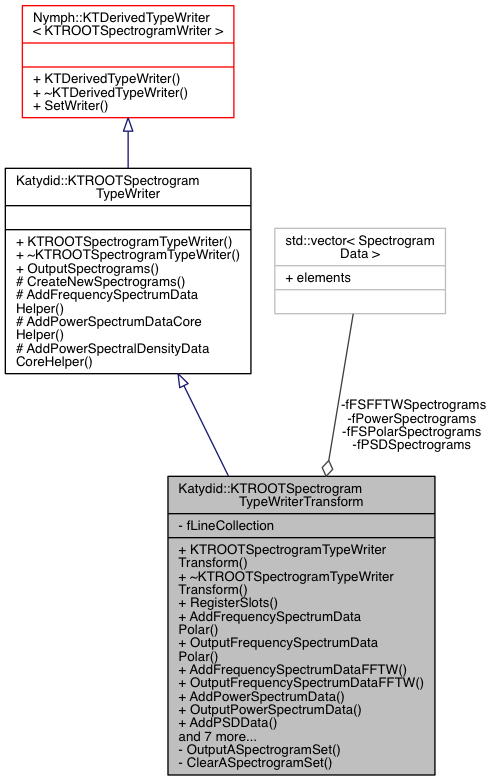 Nymph::KTDerivedTypeWriter
< KTROOTSpectrogramWriter >
+ KTDerivedTypeWriter()
+ ~KTDerivedTypeWriter()
+ SetWriter()
Katydid::KTROOTSpectrogram
TypeWriter
+ KTROOTSpectrogramTypeWriter()
+ ~KTROOTSpectrogramTypeWriter()
+ OutputSpectrograms()
# CreateNewSpectrograms()
# AddFrequencySpectrumData
Helper()
# AddPowerSpectrumDataCore
Helper()
# AddPowerSpectralDensityData
CoreHelper()
std::vector< Spectrogram
Data >
+ elements
-fFSFFTWSpectrograms
-fPowerSpectrograms
-fFSPolarSpectrograms
-fPSDSpectrograms
Katydid::KTROOTSpectrogram
TypeWriterTransform
- fLineCollection
+ KTROOTSpectrogramTypeWriter
Transform()
+ ~KTROOTSpectrogramTypeWriter
Transform()
+ RegisterSlots()
+ AddFrequencySpectrumData
Polar()
+ OutputFrequencySpectrumData
Polar()
+ AddFrequencySpectrumDataFFTW()
+ OutputFrequencySpectrumDataFFTW()
+ AddPowerSpectrumData()
+ OutputPowerSpectrumData()
+ AddPSDData()
and 7 more...
- OutputASpectrogramSet()
- ClearASpectrogramSet()